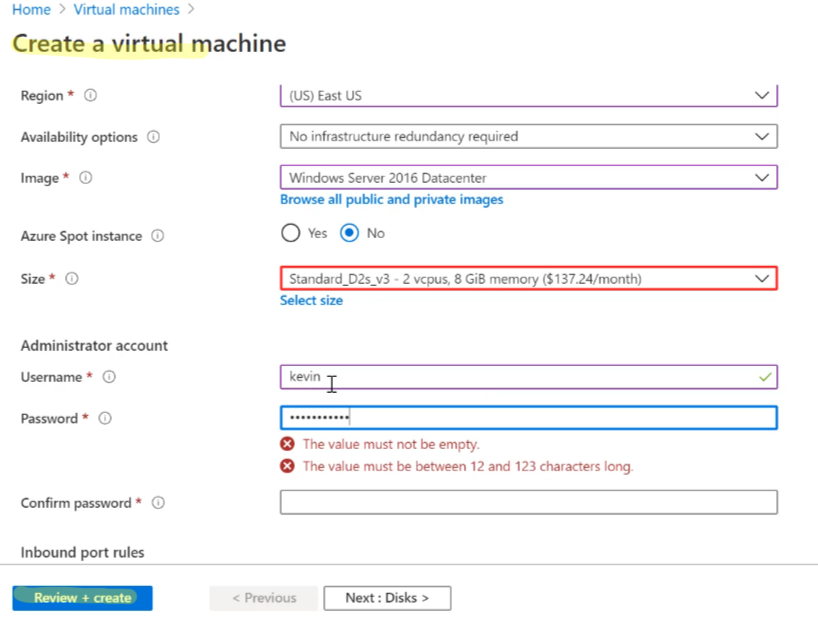 Home > Virtual machines >
Create a virtual machine
Region * (US) East US
Availability options No infrastructure redundancy required
Image * Windows Server 2016 Datacenter
Browse all public and private images
Azure Spot instance Yes No
Size * Standard_D2s_v3 - 2 vcpus, 8 GiB memory ($137.24/month)
Select size
Administrator account
Username * kevin
Password * •••••••••••
The value must not be empty.
The value must be between 12 and 123 characters long.
Confirm password *
Inbound port rules
Review + create < Previous Next : Disks >